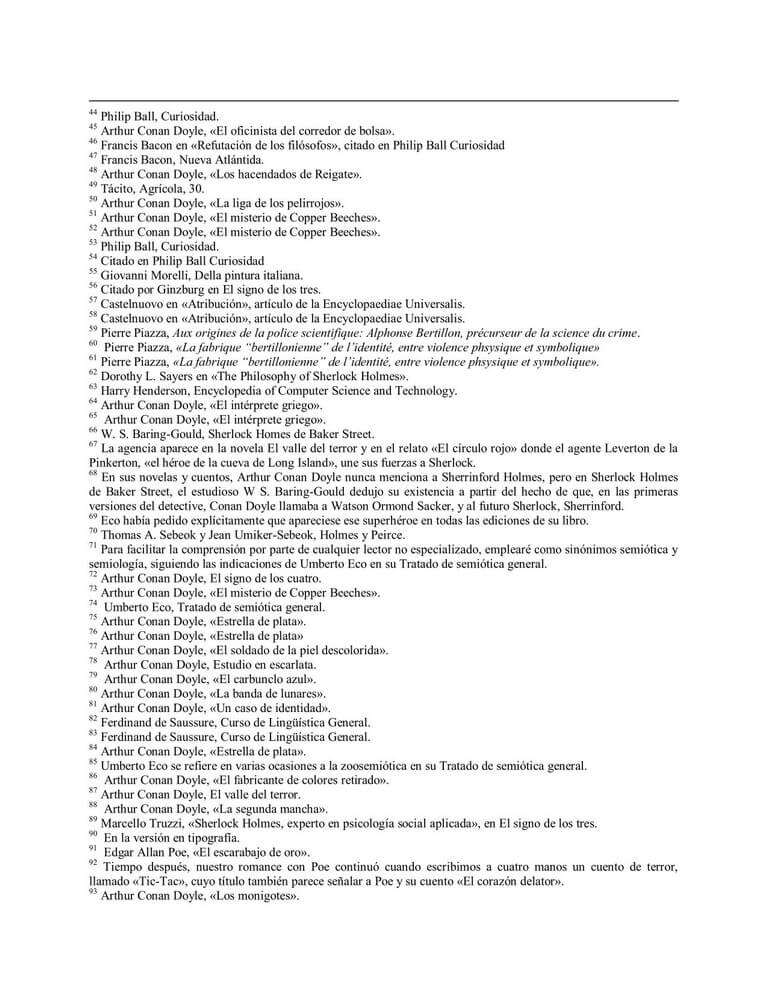 44 Philip Ball, Curiosidad.
45 Arthur Conan Doyle, «El oficinista del corredor de bolsa».
46 Francis Bacon en «Refutación de los filósofos», citado en Philip Ball Curiosidad
47 Francis Bacon, Nueva Atlántida.
48 Arthur Conan Doyle, «Los hacendados de Reigate».
49 Tácito, Agrícola, 30.
50 Arthur Conan Doyle, «La liga de los pelirrojos».
51 Arthur Conan Doyle, «El misterio de Copper Beeches».
52 Arthur Conan Doyle, «El misterio de Copper Beeches».
53 Philip Ball, Curiosidad.
54 Citado en Philip Ball Curiosidad
55 Giovanni Morelli, Della pintura italiana.
56 Citado por Ginzburg en El signo de los tres.
57 Castelnuovo en «Atribución», artículo de la Encyclopaediae Universalis.
58 Castelnuovo en «Atribución», artículo de la Encyclopaediae Universalis.
59 Pierre Piazza, Aux origines de la police scientifique: Alphonse Bertillon, précurseur de la science du crime.
60 Pierre Piazza, «La fabrique “bertillonienne” de l’identité, entre violence phsysique et symbolique»
61 Pierre Piazza, «La fabrique “bertillonienne” de l’identité, entre violence phsysique et symbolique».
62 Dorothy L. Sayers en «The Philosophy of Sherlock Holmes».
63 Harry Henderson, Encyclopedia of Computer Science and Technology.
64 Arthur Conan Doyle, «El intérprete griego».
65 Arthur Conan Doyle, «El intérprete griego».
66 W. S. Baring-Gould, Sherlock Homes de Baker Street.
67 La agencia aparece en la novela El valle del terror y en el relato «El círculo rojo» donde el agente Leverton de la
Pinkerton, «el héroe de la cueva de Long Island», une sus fuerzas a Sherlock.
68 En sus novelas y cuentos, Arthur Conan Doyle nunca menciona a Sherrinford Holmes, pero en Sherlock Holmes
de Baker Street, el estudioso W S. Baring-Gould dedujo su existencia a partir del hecho de que, en las primeras
versiones del detective, Conan Doyle llamaba a Watson Ormond Sacker, y al futuro Sherlock, Sherrinford.
69 Eco había pedido explícitamente que apareciese ese superhéroe en todas las ediciones de su libro.
70 Thomas A. Sebeok y Jean Umiker-Sebeok, Holmes y Peirce.
71 Para facilitar la comprensión por parte de cualquier lector no especializado, emplearé como sinónimos semiótica y
semiología, siguiendo las indicaciones de Umberto Eco en su Tratado de semiótica general.
72 Arthur Conan Doyle, El signo de los cuatro.
73 Arthur Conan Doyle, «El misterio de Copper Beeches».
74 Umberto Eco, Tratado de semiótica general.
75 Arthur Conan Doyle, «Estrella de plata».
76 Arthur Conan Doyle, «Estrella de plata»
77 Arthur Conan Doyle, «El soldado de la piel descolorida».
78 Arthur Conan Doyle, Estudio en escarlata.
79 Arthur Conan Doyle, «El carbunclo azul».
80 Arthur Conan Doyle, «La banda de lunares».
81 Arthur Conan Doyle, «Un caso de identidad».
82 Ferdinand de Saussure, Curso de Lingüística General.
83 Ferdinand de Saussure, Curso de Lingüística General.
84 Arthur Conan Doyle, «Estrella de plata».
85 Umberto Eco se refiere en varias ocasiones a la zoosemiótica en su Tratado de semiótica general.
86 Arthur Conan Doyle, «El fabricante de colores retirado».
87 Arthur Conan Doyle, El valle del terror.
88 Arthur Conan Doyle, «La segunda mancha».
89 Marcello Truzzi, «Sherlock Holmes, experto en psicología social aplicada», en El signo de los tres.
90 En la versión en tipografía.
91 Edgar Allan Poe, «El escarabajo de oro».
92 Tiempo después, nuestro romance con Poe continuó cuando escribimos a cuatro manos un cuento de terror,
llamado «Tic-Tac», cuyo título también parece señalar a Poe y su cuento «El corazón delator».
93 Arthur Conan Doyle, «Los monigotes».